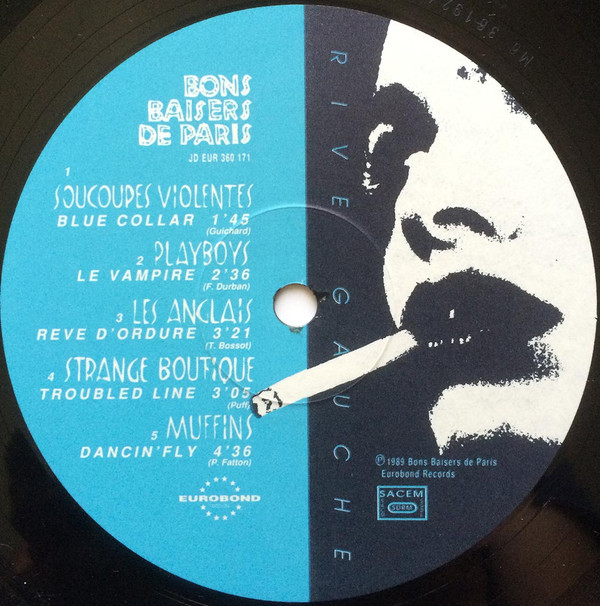 BONS
BAISERS
DE PARIS
JD EUR 360 171
1
SOUCOUPES VIOLENTES
BLUE COLLAR 1'45
(Guichard)
2 PLAYBOYS
LE VAMPIRE 2'36
(F. Durban)
3 LES ANGLAIS
REVE D'ORDURE 3'21
(T. Bossot)
4 STRANGE BOUTIQUE
TROUBLED LINE 3'05
(Puff)
5 MUFFINS
DANCIN'FLY 4'36
(P. Fatton)
EUROBOND
RIVE GAUCHE
Ⓟ 1989 Bons Baisers de Paris
Eurobond Records
SACEM
SDRM